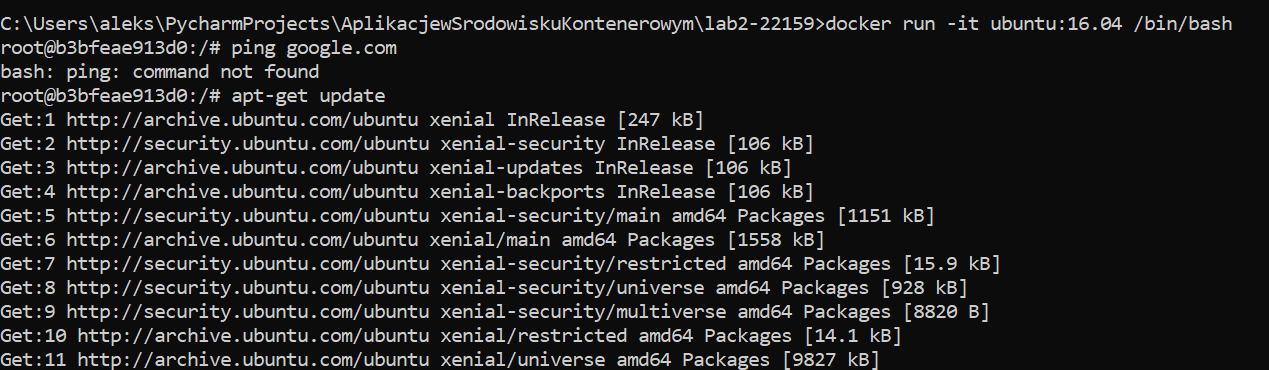 C:\Users\aleks\PycharmProjects\AplikacjewSrodowiskuKontenerowym\lab2-22159>docker run -it ubuntu:16.04 /bin/bash
root@b3bfeae913d0:/# ping google.com
bash: ping: command not found
root@b3bfeae913d0:/# apt-get update
Get:1 http://archive.ubuntu.com/ubuntu xenial InRelease [247 kB]
Get:2 http://security.ubuntu.com/ubuntu xenial-security InRelease [106 kB]
Get:3 http://archive.ubuntu.com/ubuntu xenial-updates InRelease [106 kB]
Get:4 http://archive.ubuntu.com/ubuntu xenial-backports InRelease [106 kB]
Get:5 http://security.ubuntu.com/ubuntu xenial-security/main amd64 Packages [1151 kB]
Get:6 http://archive.ubuntu.com/ubuntu xenial/main amd64 Packages [1558 kB]
Get:7 http://security.ubuntu.com/ubuntu xenial-security/restricted amd64 Packages [15.9 kB]
Get:8 http://security.ubuntu.com/ubuntu xenial-security/universe amd64 Packages [928 kB]
Get:9 http://security.ubuntu.com/ubuntu xenial-security/multiverse amd64 Packages [8820 B]
Get:10 http://archive.ubuntu.com/ubuntu xenial/restricted amd64 Packages [14.1 kB]
Get:11 http://archive.ubuntu.com/ubuntu xenial/universe amd64 Packages [9827 kB]